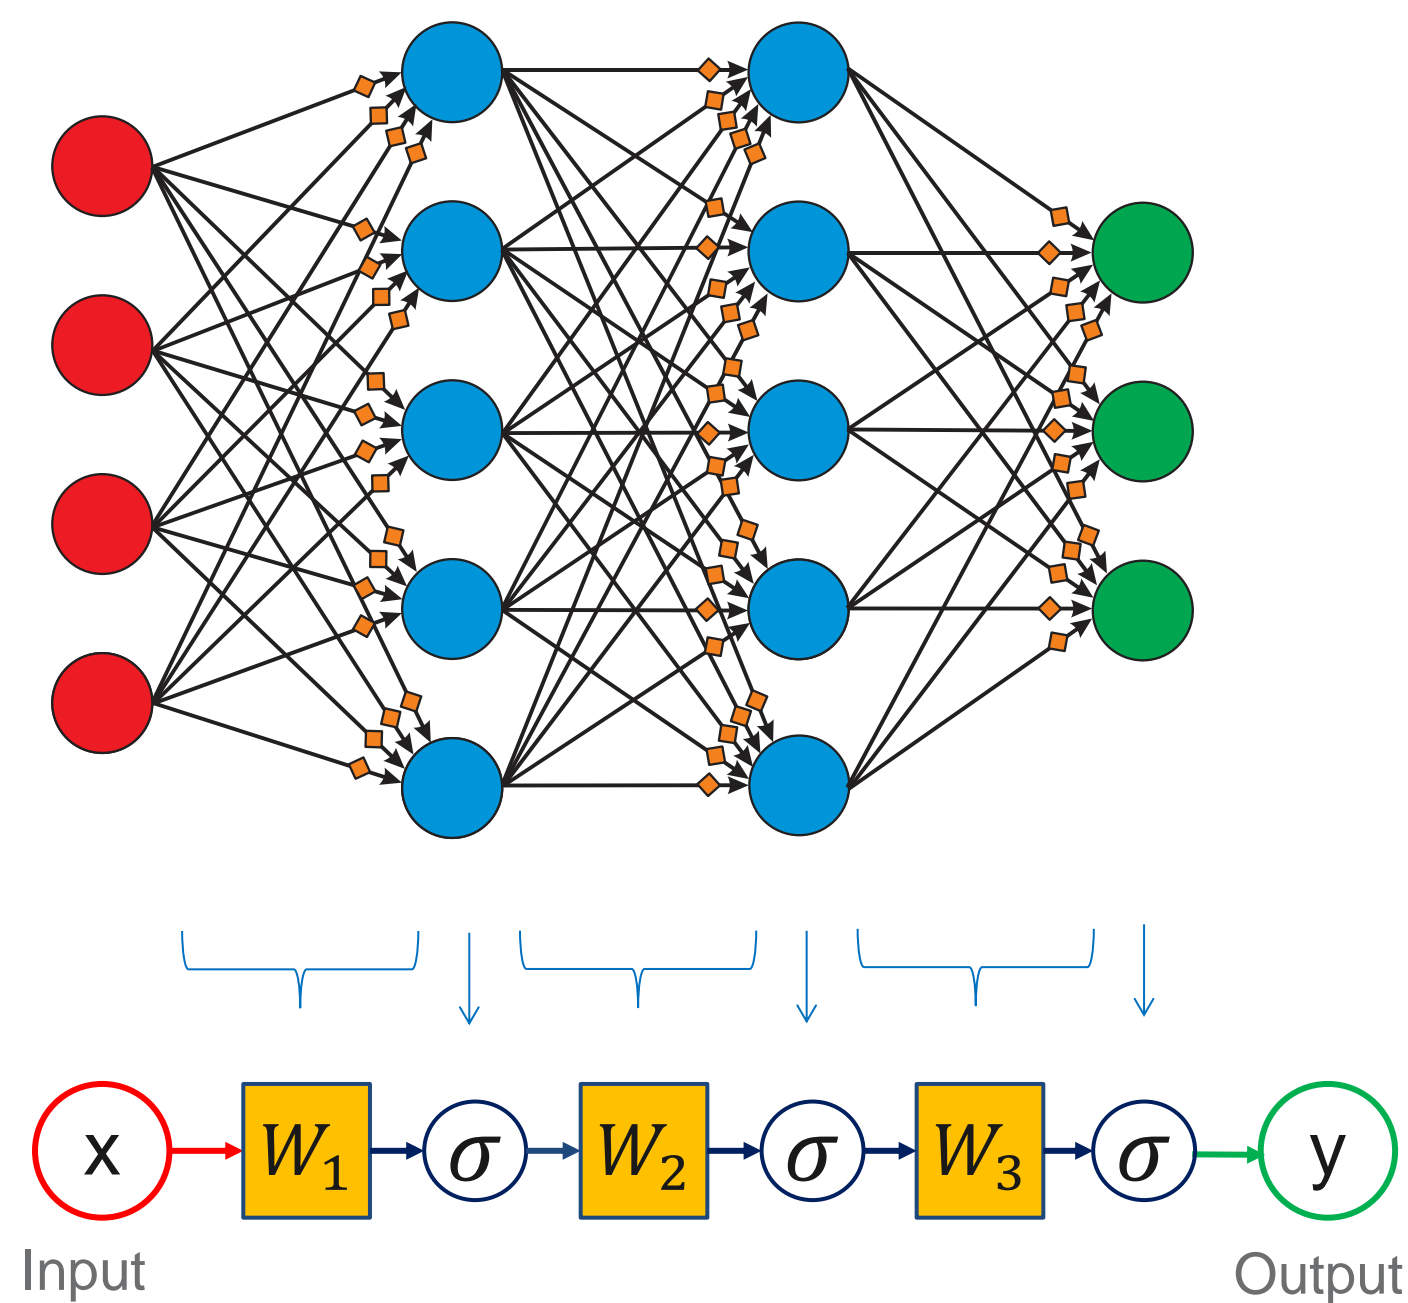 x W₁ σ W₂ σ W₃ σ y
Input Output